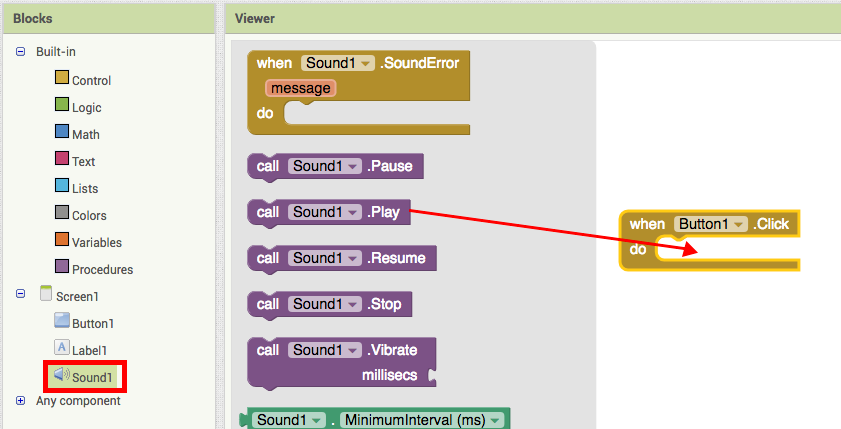 Blocks
Built-in
Control
Logic
Math
Text
Lists
Colors
Variables
Procedures
Screen1
Button1
A Label1
Sound1
Any component
Viewer
when Sound1 .SoundError
message
do
call Sound1 .Pause
call Sound1 .Play
call Sound1 .Resume
call Sound1 .Stop
call Sound1 .Vibrate
millisecs
Sound1 . MinimumInterval (ms)
when Button1 .Click
do